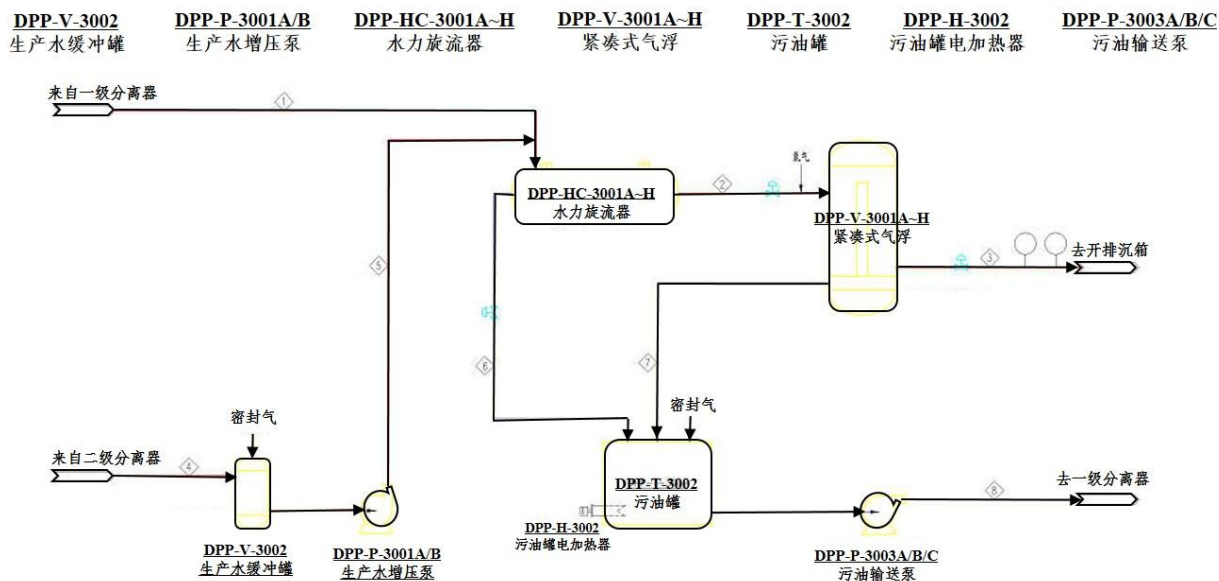 DPP-V-3002
生产水缓冲罐
DPP-P-3001A/B
生产水增压泵
DPP-HC-3001A~H
水力旋流器
DPP-V-3001A~H
紧凑式气浮
DPP-T-3002
污油罐
DPP-H-3002
污油罐电加热器
DPP-P-3003A/B/C
污油输送泵
来自一级分离器
1
氮气
DPP-HC-3001A~H
水力旋流器
2
DPP-V-3001A~H
紧凑式气浮
3
去开排沉箱
5
6
7
密封气
密封气
来自二级分离器
4
DPP-T-3002
污油罐
8
去一级分离器
DPP-H-3002
污油罐电加热器
DPP-V-3002
生产水缓冲罐
DPP-P-3001A/B
生产水增压泵
DPP-P-3003A/B/C
污油输送泵